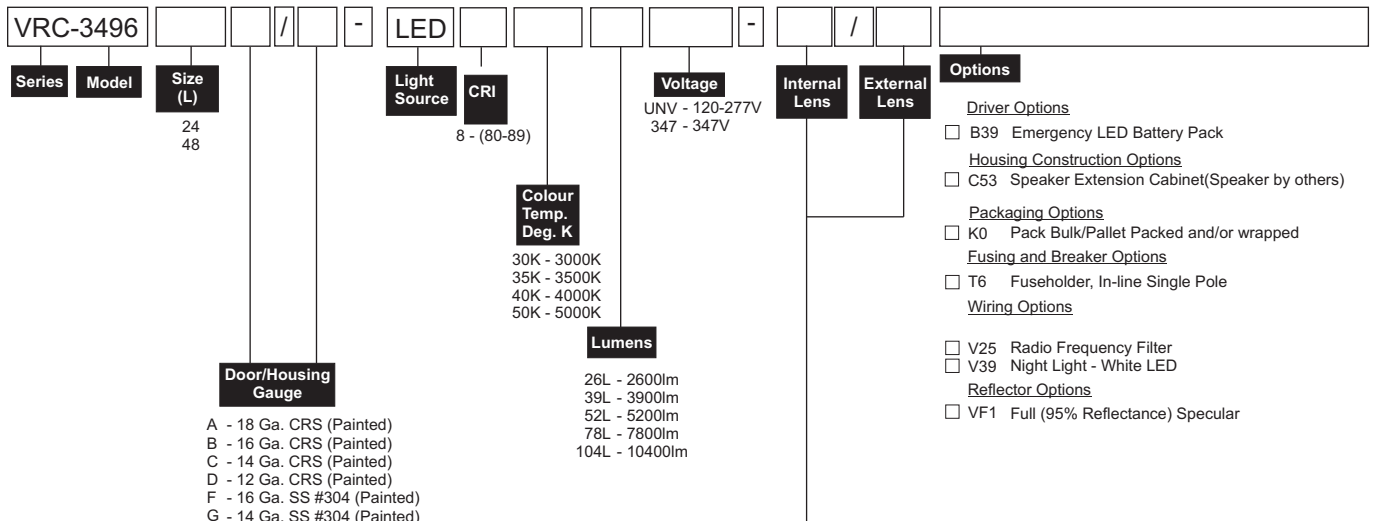 VRC-3496 / - LED - /
Series Model Size (L)
24
48
Light Source
CRI
8 - (80-89)
Colour Temp. Deg. K
30K - 3000K
35K - 3500K
40K - 4000K
50K - 5000K
Lumens
26L - 2600lm
39L - 3900lm
52L - 5200lm
78L - 7800lm
104L - 10400lm
Voltage
UNV - 120-277V
347 - 347V
Internal Lens
External Lens
Door/Housing Gauge
A - 18 Ga. CRS (Painted)
B - 16 Ga. CRS (Painted)
C - 14 Ga. CRS (Painted)
D - 12 Ga. CRS (Painted)
F - 16 Ga. SS #304 (Painted)
G - 14 Ga. SS #304 (Painted)
Options
Driver Options
B39 Emergency LED Battery Pack
Housing Construction Options
C53 Speaker Extension Cabinet(Speaker by others)
Packaging Options
K0 Pack Bulk/Pallet Packed and/or wrapped
Fusing and Breaker Options
T6 Fuseholder, In-line Single Pole
Wiring Options
V25 Radio Frequency Filter
V39 Night Light - White LED
Reflector Options
VF1 Full (95% Reflectance) Specular